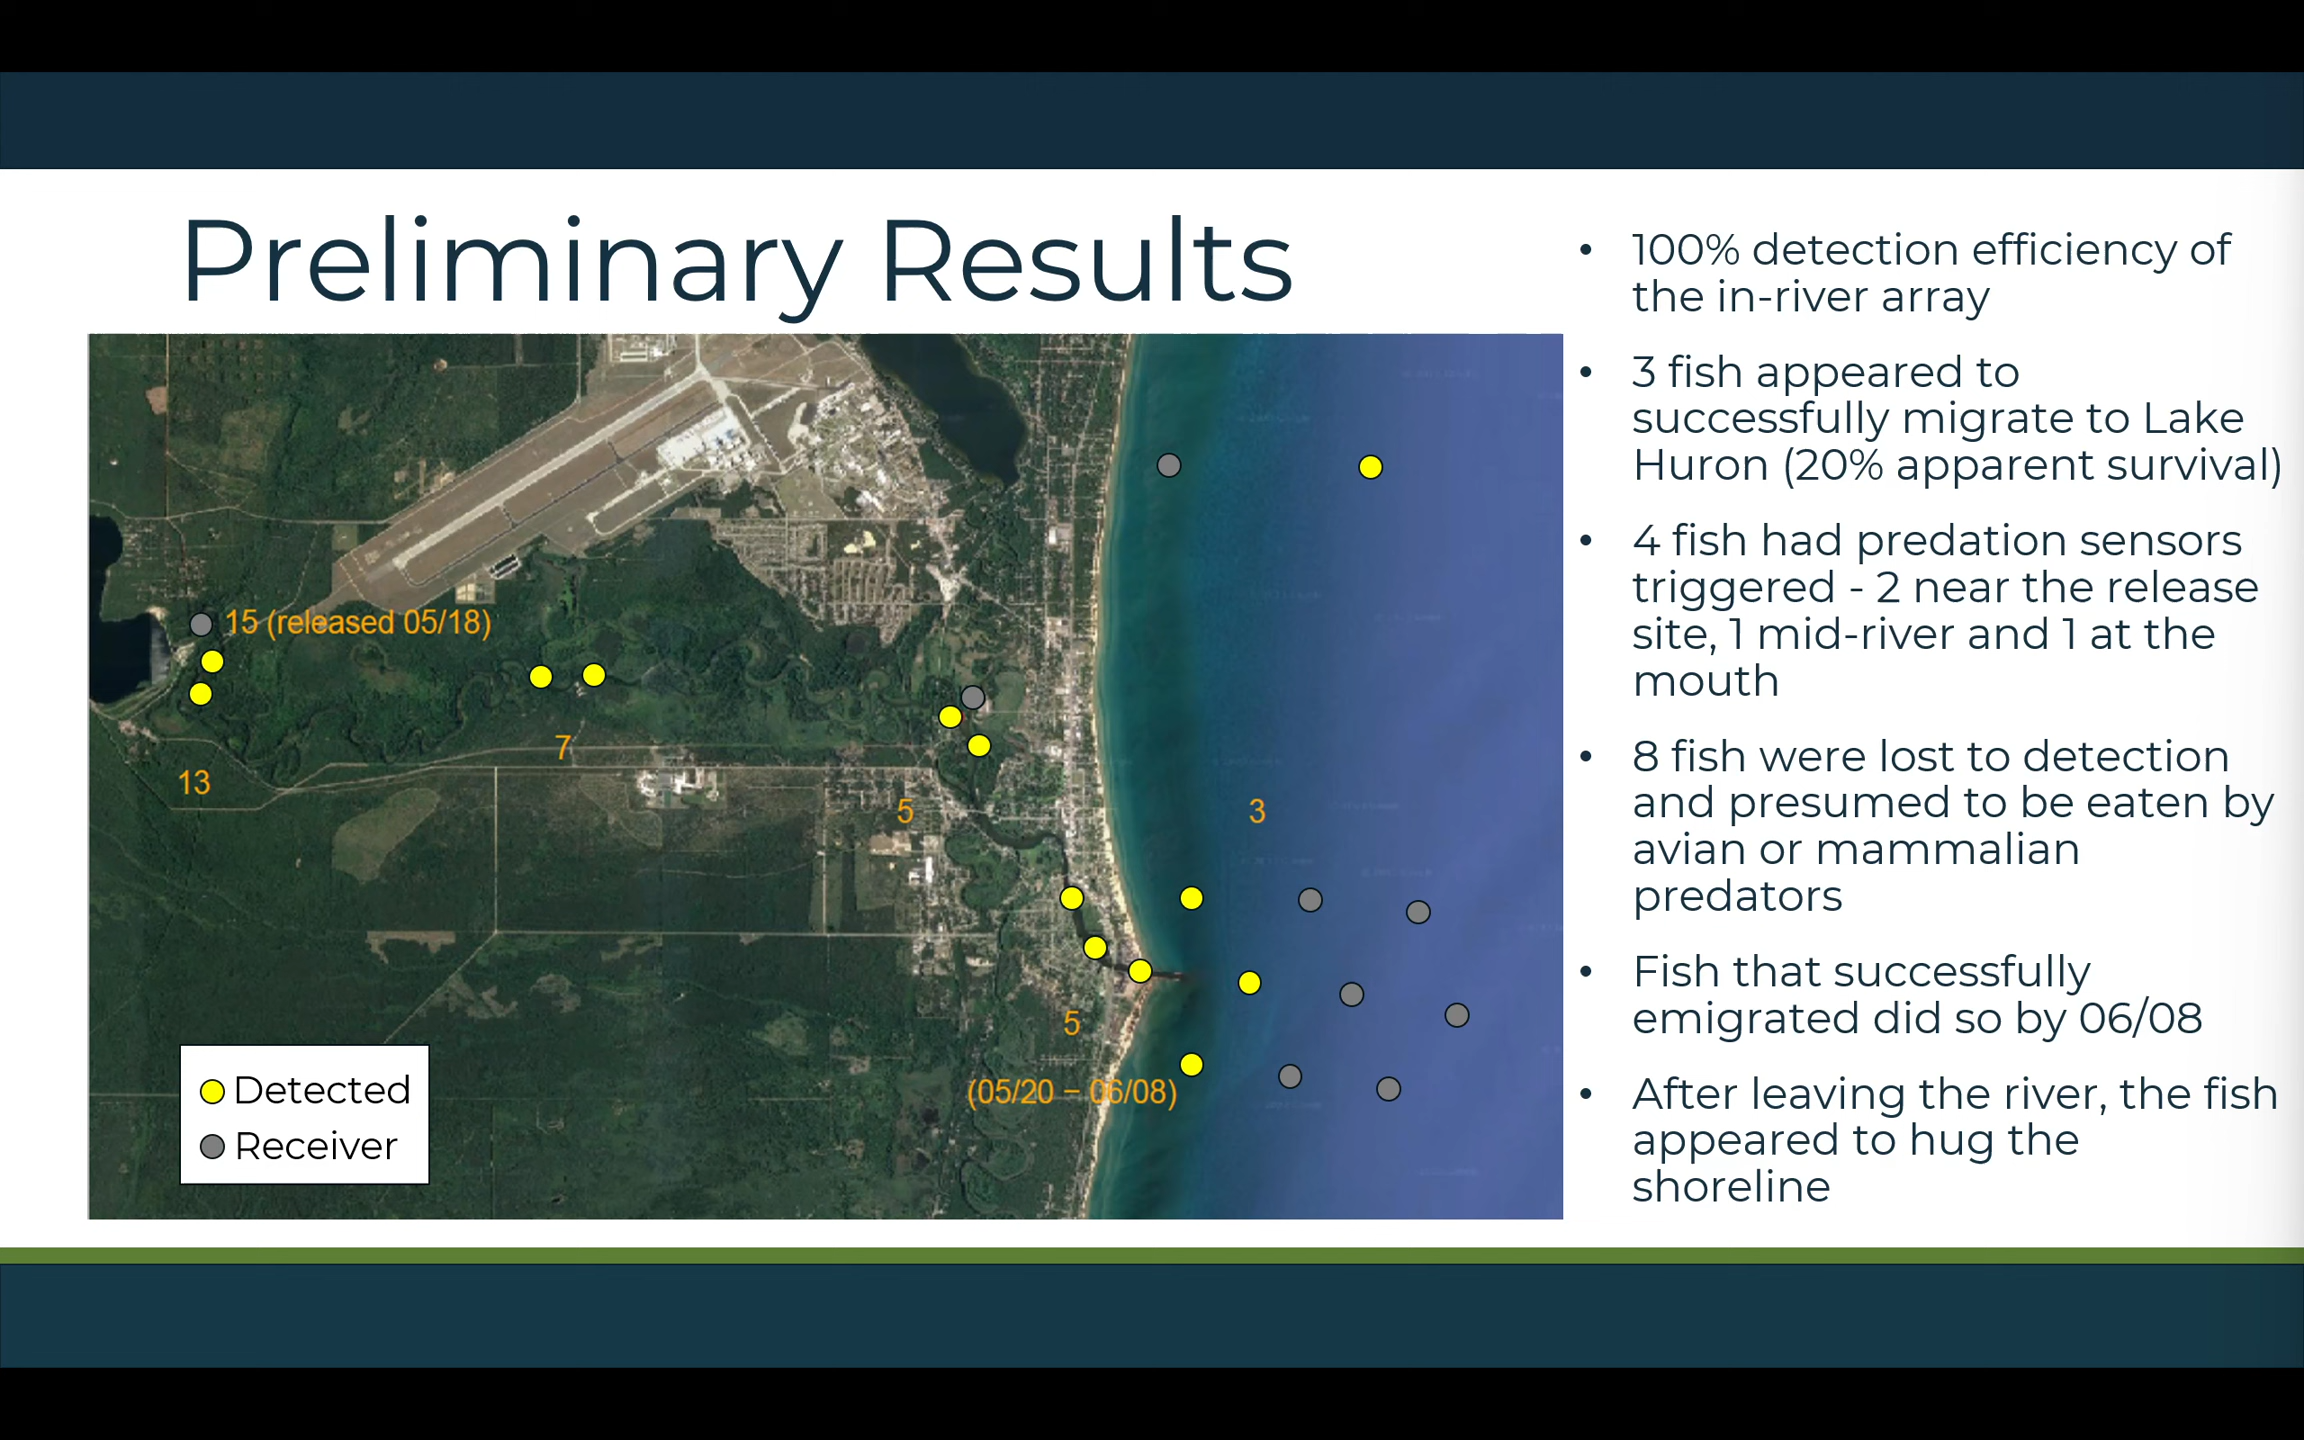 Preliminary Results
15 (released 05/18)
13
7
5
3
5
(05/20 – 06/08)
Detected
Receiver
• 100% detection efficiency of
the in-river array
• 3 fish appeared to
successfully migrate to Lake
Huron (20% apparent survival)
• 4 fish had predation sensors
triggered - 2 near the release
site, 1 mid-river and 1 at the
mouth
• 8 fish were lost to detection
and presumed to be eaten by
avian or mammalian
predators
• Fish that successfully
emigrated did so by 06/08
• After leaving the river, the fish
appeared to hug the
shoreline